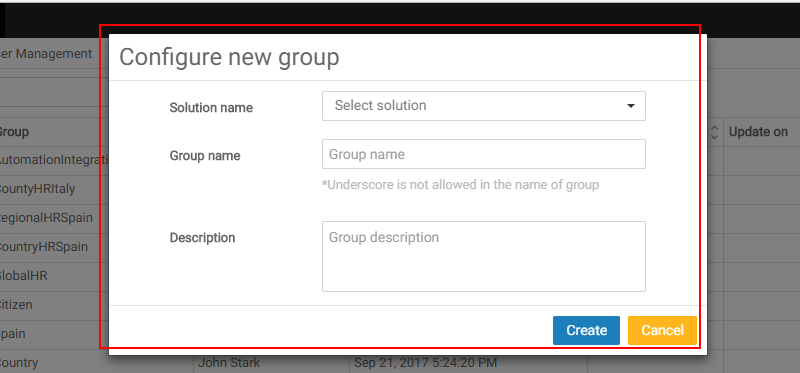 Configure new group
ser Management
Solution name
Select solution
Group
Update on
Group name
Group name
AutomationIntegrati
*Underscore is not allowed in the name of group
CountyHRItaly
RegionalHRSpain
Description
Group description
CountryHRSpain
GlobalHR
Citizen
Spain
Create
Cancel
Country
John Stark
Sep 21, 2017 5:24:20 PM